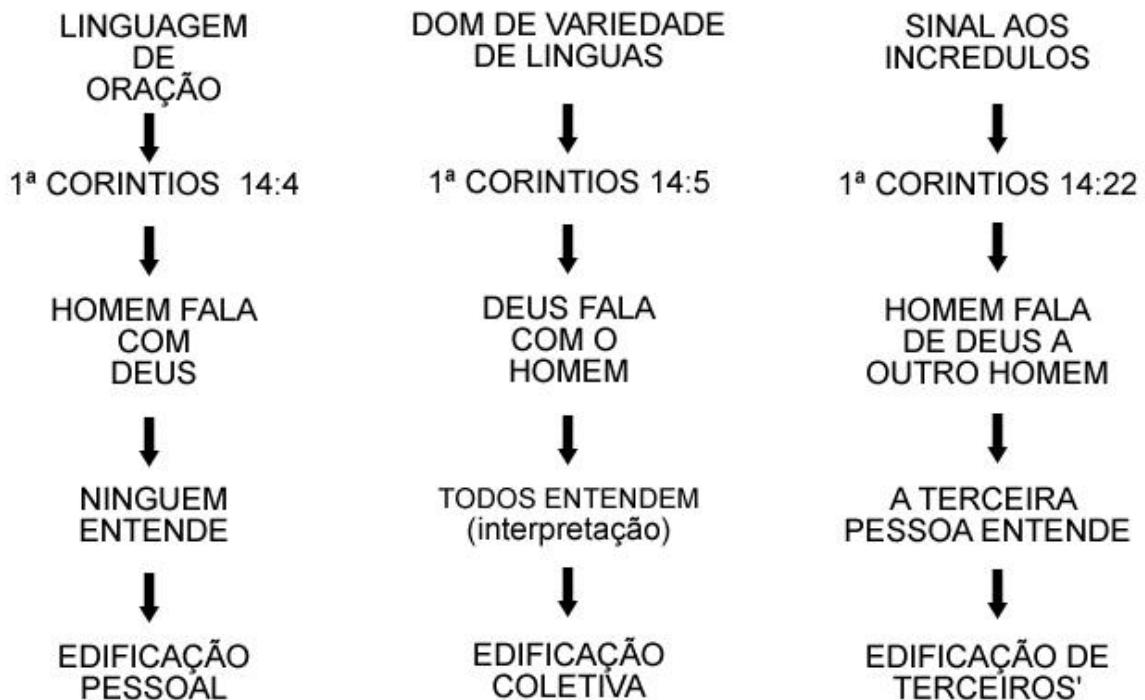 LINGUAGEM
DE
ORAÇÃO
1ª CORINTIOS 14:4
HOMEM FALA
COM
DEUS
NINGUEM
ENTENDE
EDIFICAÇÃO
PESSOAL
DOM DE VARIEDADE
DE LINGUAS
1ª CORINTIOS 14:5
DEUS FALA
COM O
HOMEM
TODOS ENTENDEM
(interpretação)
EDIFICAÇÃO
COLETIVA
SINAL AOS
INCREDULOS
1ª CORINTIOS 14:22
HOMEM FALA
DE DEUS A
OUTRO HOMEM
A TERCEIRA
PESSOA ENTENDE
EDIFICAÇÃO DE
TERCEIROS'